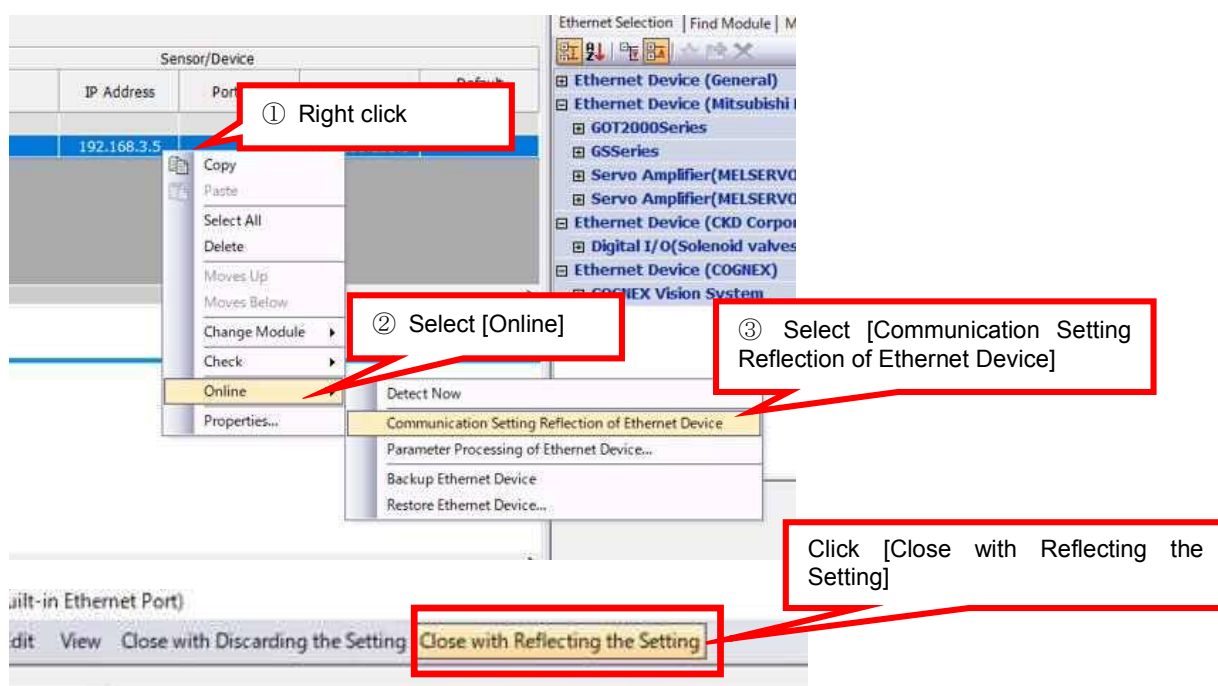 Ethernet Selection | Find Module | M
Sensor/Device
IP Address
① Right click
192.168.3.5
Ethernet Device (General)
Ethernet Device (Mitsubishi
GOT2000Series
GSSeries
Servo Amplifier(MELSERVO
Servo Amplifier(MELSERVO
Ethernet Device (CKD Corpo
Digital I/O(Solenoid valves
Ethernet Device (COGNEX)
COGNEX Vision System
Copy
Paste
Select All
Delete
Moves Up
Moves Below
Change Module
Check
Online
Properties...
② Select [Online]
③ Select [Communication Setting
Reflection of Ethernet Device]
Detect Now
Communication Setting Reflection of Ethernet Device
Parameter Processing of Ethernet Device...
Backup Ethernet Device
Restore Ethernet Device...
Click [Close with Reflecting the
Setting]
uilt-in Ethernet Port)
dit View Close with Discarding the Setting Close with Reflecting the Setting